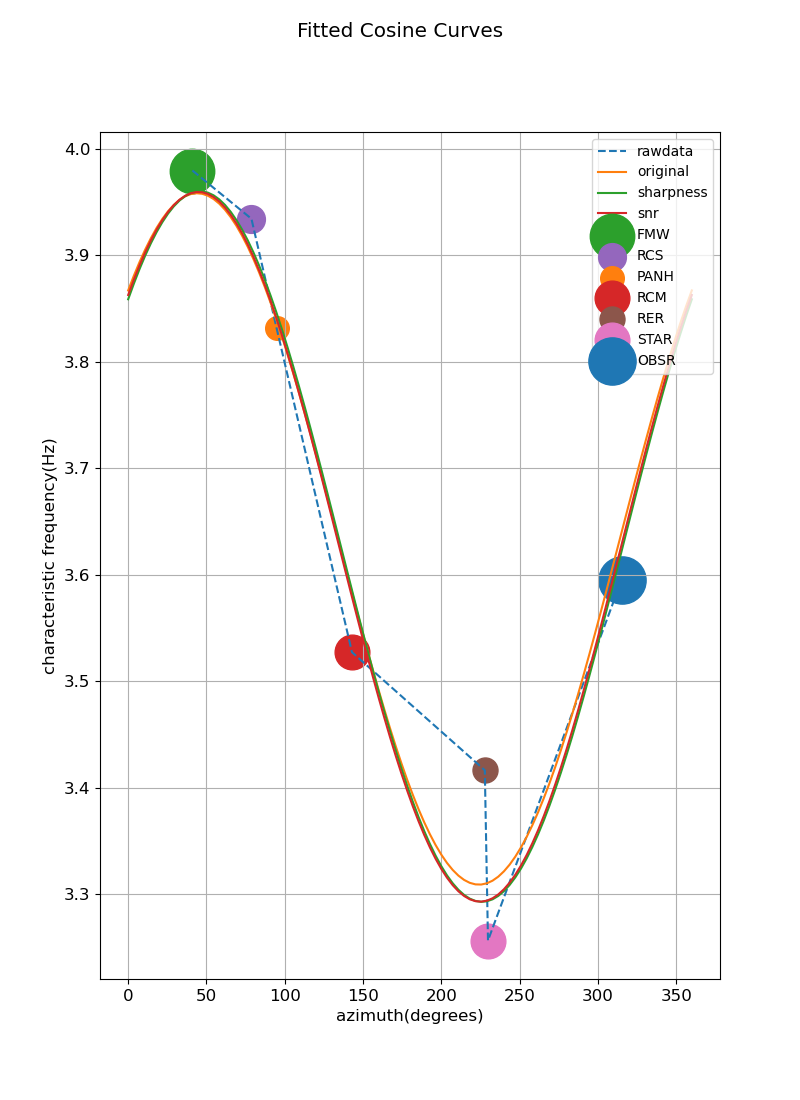 Fitted Cosine Curves
4.0
3.9
3.8
3.7
3.6
3.5
3.4
3.3
characteristic frequency(Hz)
rawdata
original
sharpness
snr
FMW
RCS
PANH
RCM
RER
STAR
OBSR
0 50 100 150 200 250 300 350
azimuth(degrees)